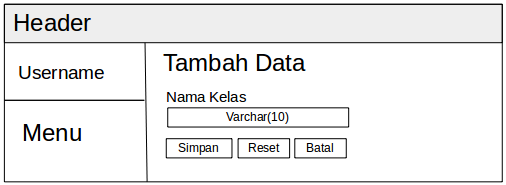 Header
Username
Menu
Tambah Data
Nama Kelas
Varchar(10)
Simpan
Reset
Batal